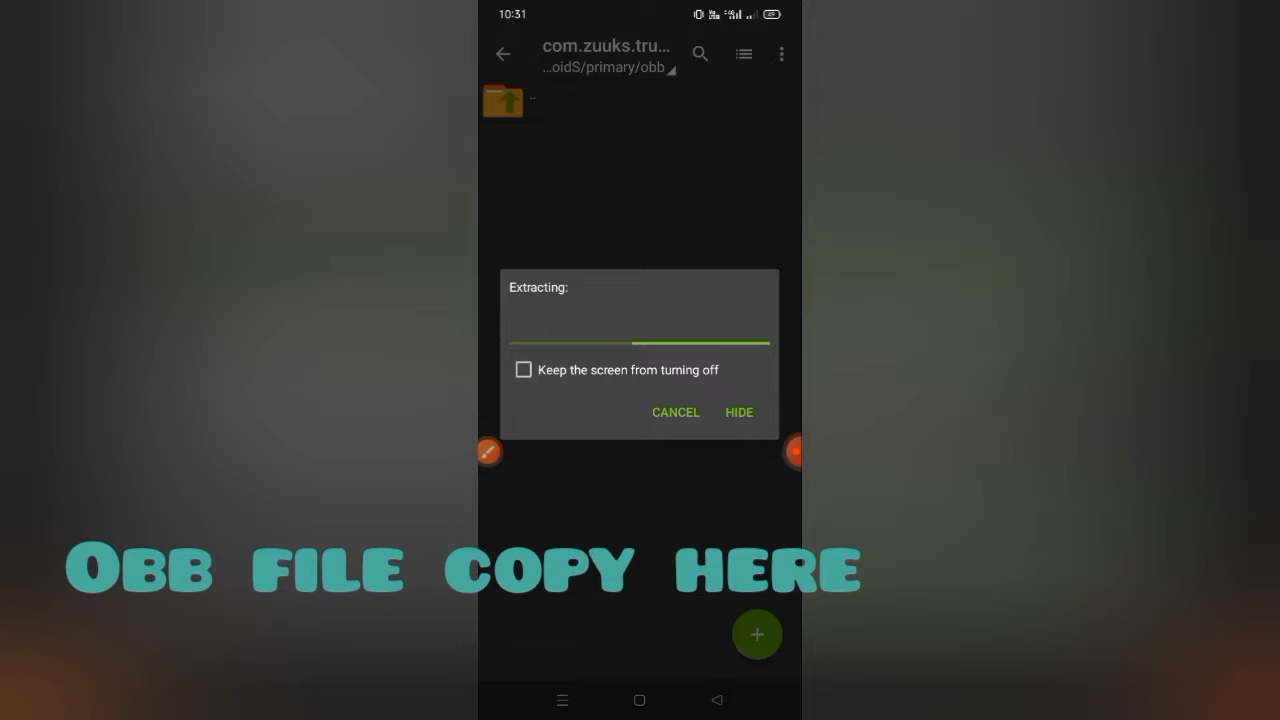 10:31
49
com.zuuks.tru...
...oidS/primary/obb
..
Extracting:
Keep the screen from turning off
CANCEL HIDE
OBB FILE COPY HERE